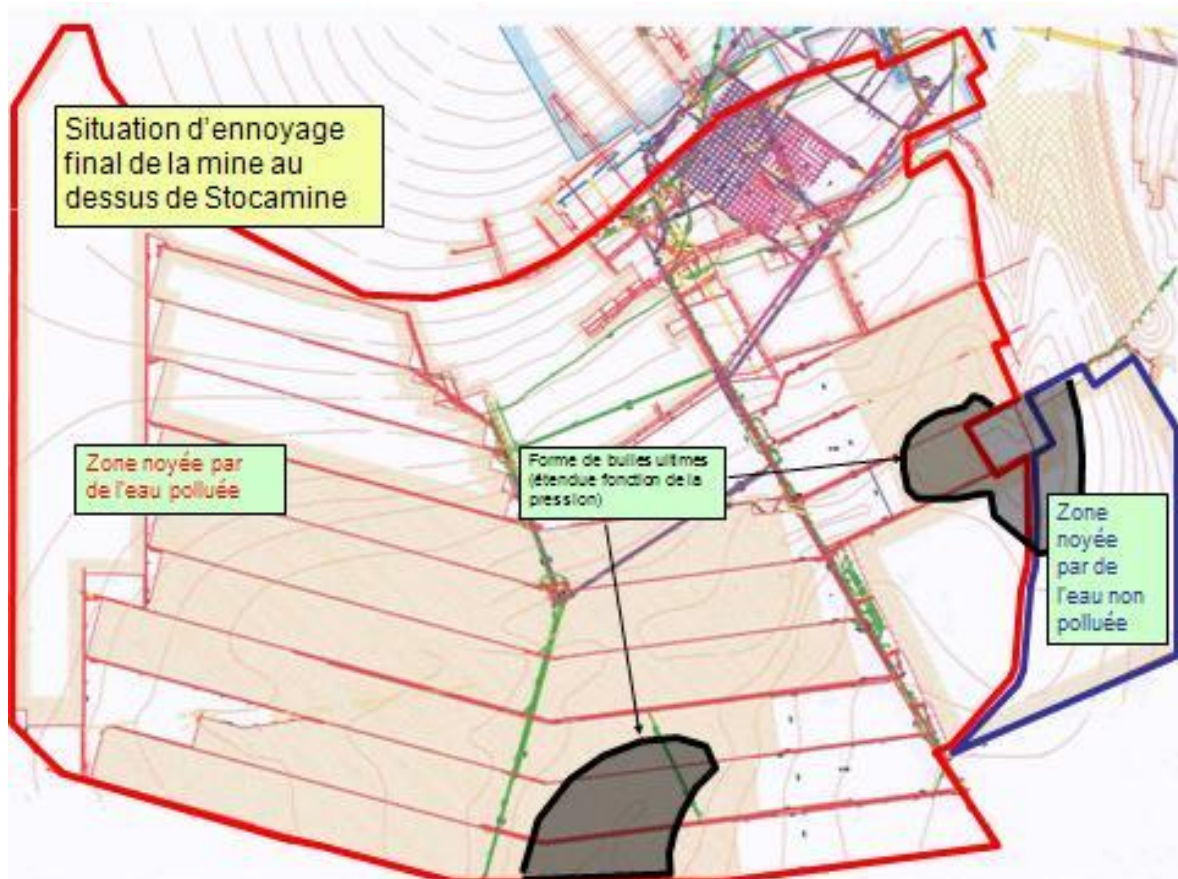 Situation d'ennoyage
final de la mine au
dessus de Stocamine
Zone noyée par
de l'eau polluée
Forme de bulles ultimes
(étendue fonction de la
pression)
Zone
noyée
par de
l'eau non
polluée